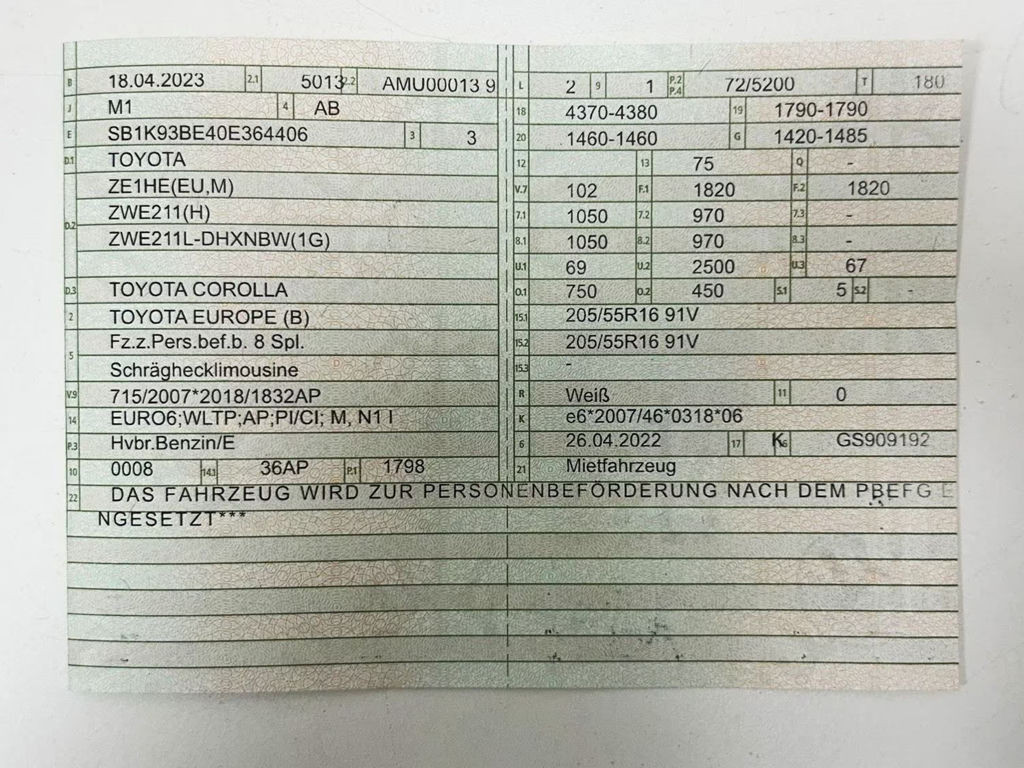 B 18.04.2023 2.1 5013 2.2 AMU00013 9
J M1 4 AB
E SB1K93BE40E364406 3 3
D.1 TOYOTA
D.2 ZE1HE(EU,M)
ZWE211(H)
ZWE211L-DHXNBW(1G)
D.3 TOYOTA COROLLA
2 TOYOTA EUROPE (B)
5 Fz.z.Pers.bef.b. 8 Spl.
Schräghecklimousine
V.9 715/2007*2018/1832AP
14 EURO6;WLTP;AP;PI/CI; M, N1 I
P.3 Hvbr.Benzin/E
10 0008 14.1 36AP P.1 1798
L 2 9 1 P.2 P.4 72/5200 T 180
18 4370-4380 19 1790-1790
20 1460-1460 G 1420-1485
12 13 75 Q -
V.7 102 F.1 1820 F.2 1820
7.1 1050 7.2 970 7.3 -
8.1 1050 8.2 970 8.3 -
U.1 69 U.2 2500 U.3 67
O.1 750 O.2 450 S.1 5 S.2 -
15.1 205/55R16 91V
15.2 205/55R16 91V
15.3 -
R Weiß 11 0
K e6*2007/46*0318*06
6 26.04.2022 17 K 16 GS909192
21 Mietfahrzeug
22 DAS FAHRZEUG WIRD ZUR PERSONENBEFÖRDERUNG NACH DEM PBEFG E
NGESETZT***